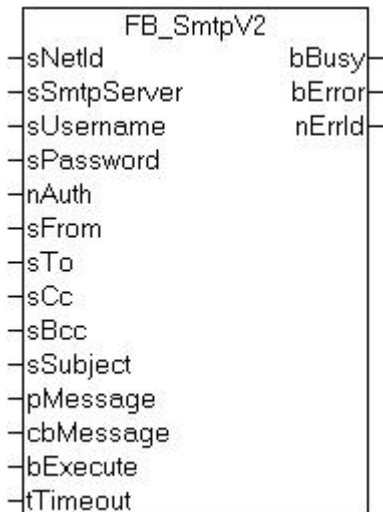 FB_SmtpV2
sNetId bBusy
sSmtpServer bError
sUsername nErrId
sPassword
nAuth
sFrom
sTo
sCc
sBcc
sSubject
pMessage
cbMessage
bExecute
tTimeout